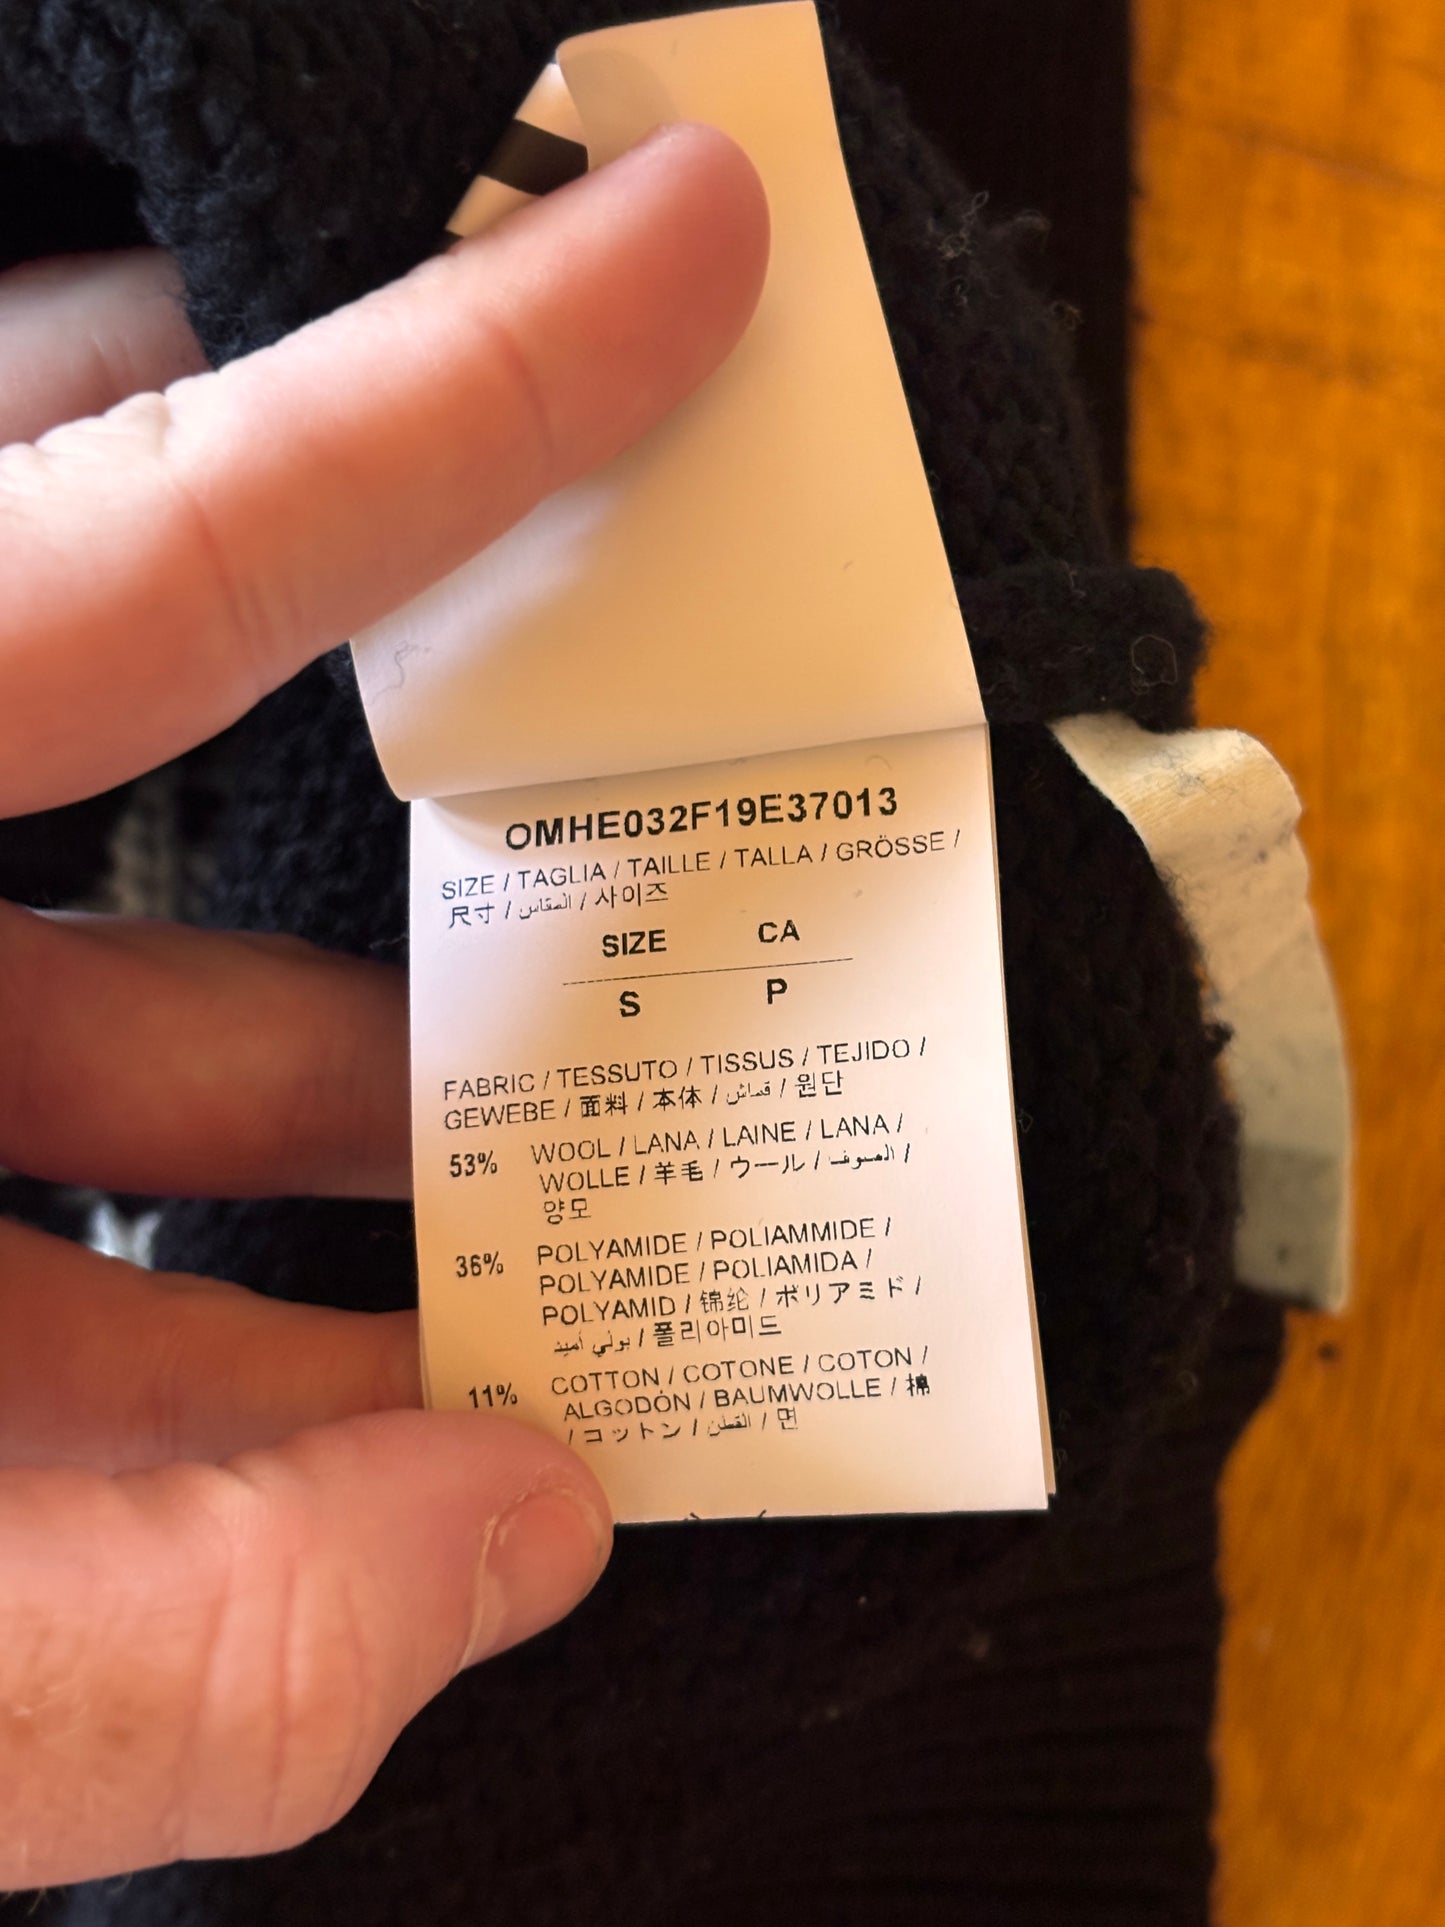 OMHE032F19E37013
SIZE / TAGLIA / TAILLE / TALLA / GRÖSSE /
尺寸 / المقاس / 사이즈
SIZE CA
S P
FABRIC / TESSUTO / TISSUS / TEJIDO /
GEWEBE / 面料 / 本体 / قماش / 원단
53% WOOL / LANA / LAINE / LANA /
WOLLE / 羊毛 / ウール / الصوف /
양모
36% POLYAMIDE / POLIAMMIDE /
POLYAMIDE / POLIAMIDA /
POLYAMID / 锦纶 / ポリアミド /
بولي أميد / 폴리아미드
11% COTTON / COTONE / COTON /
ALGODÓN / BAUMWOLLE / 棉
/ コットン / القطن / 면